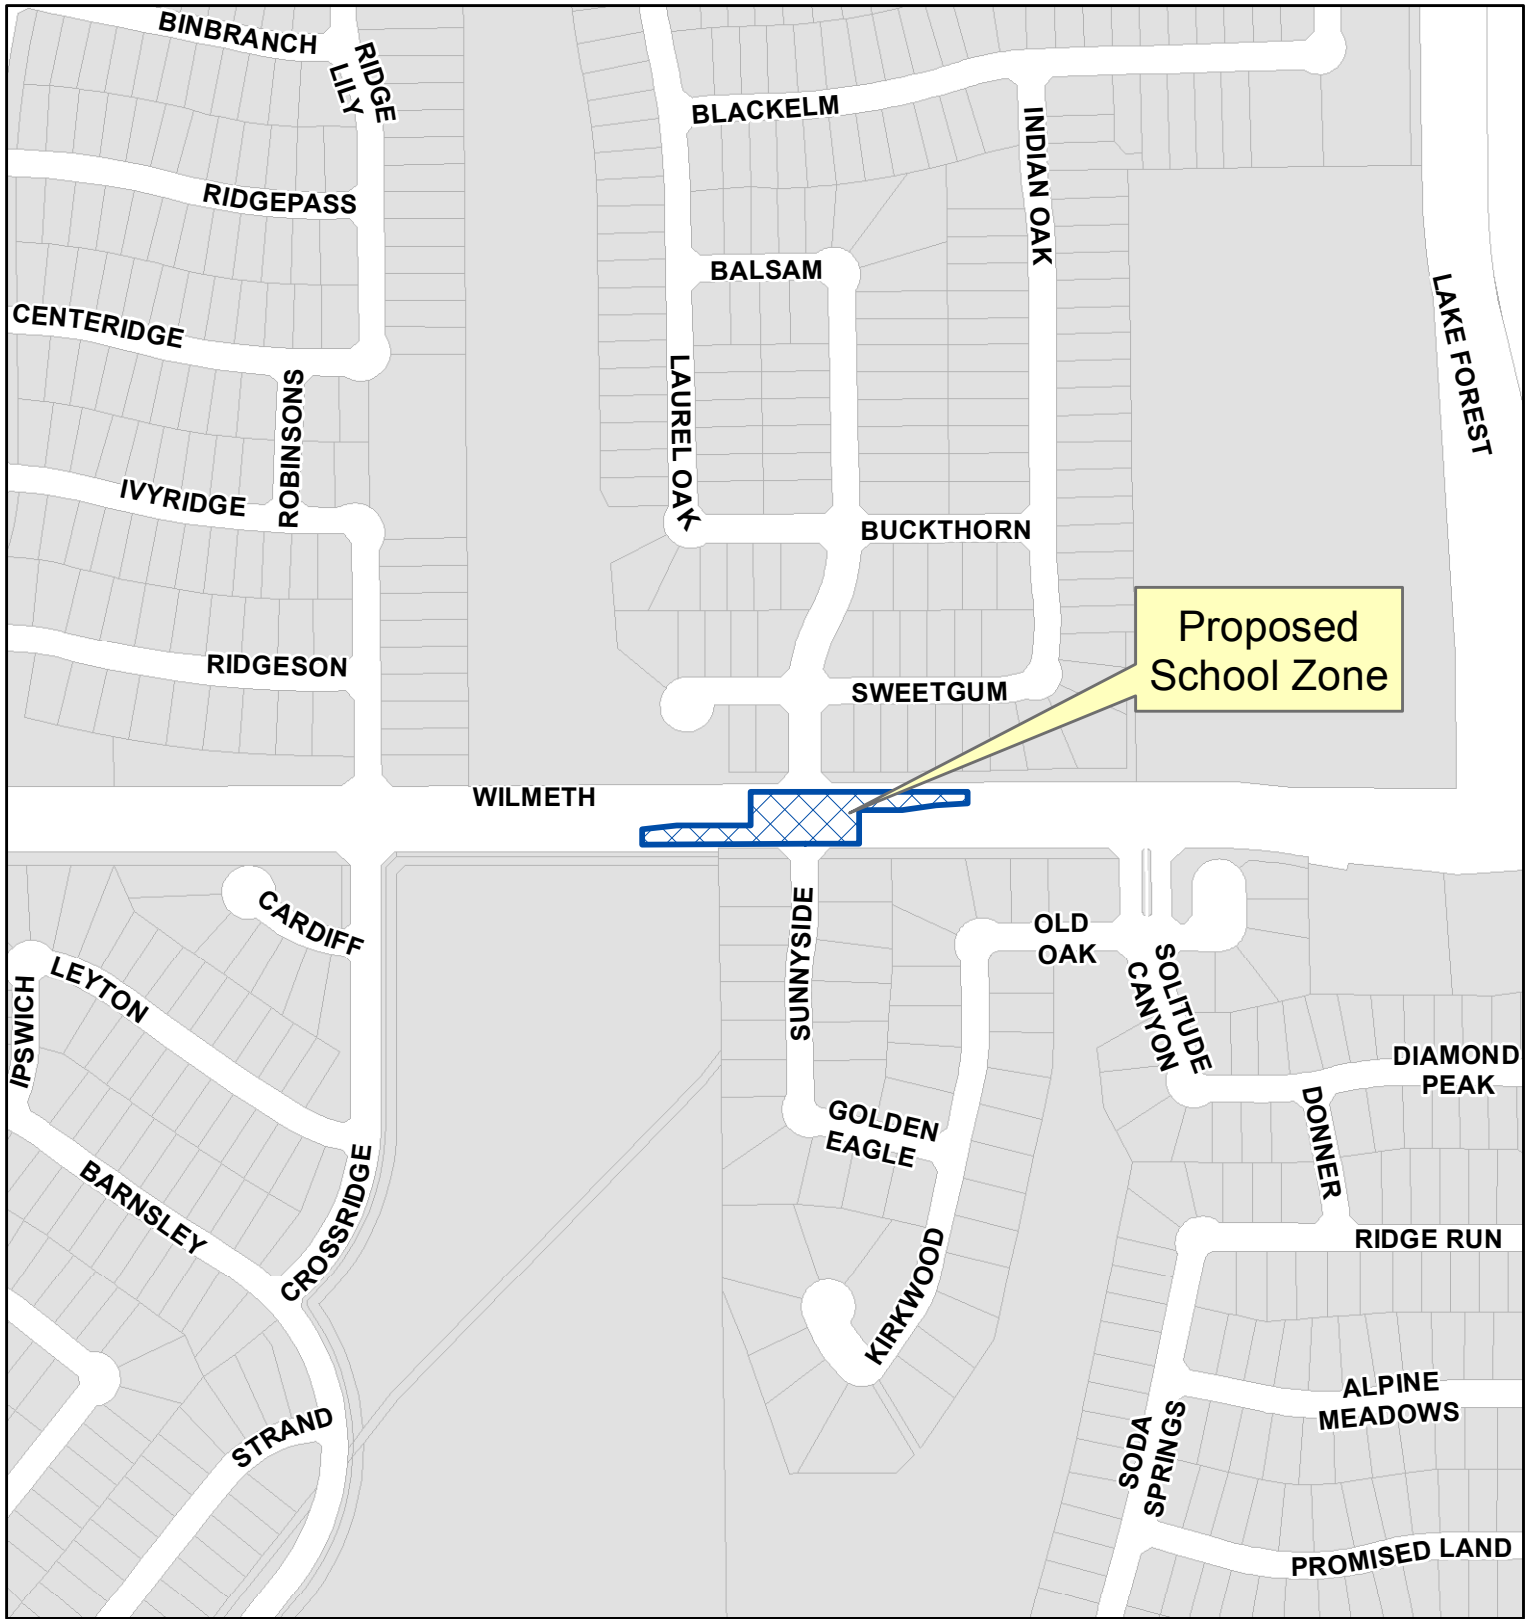 BINBRANCH
RIDGE
LILY
BLACKELM
INDIAN OAK
RIDGEPASS
BALSAM
LAKE FOREST
CENTERIDGE
ROBINSONS
LAUREL OAK
IVYRIDGE
BUCKTHORN
Proposed
School Zone
RIDGESON
SWEETGUM
WILMETH
CARDIFF
SUNNYSIDE
OLD
OAK
SOLITUDE
CANYON
LEYTON
IPSWICH
DIAMOND
PEAK
DONNER
GOLDEN
EAGLE
BARNSLEY
CROSSRIDGE
KIRKWOOD
RIDGE RUN
ALPINE
MEADOWS
STRAND
SODA
SPRINGS
PROMISED LAND